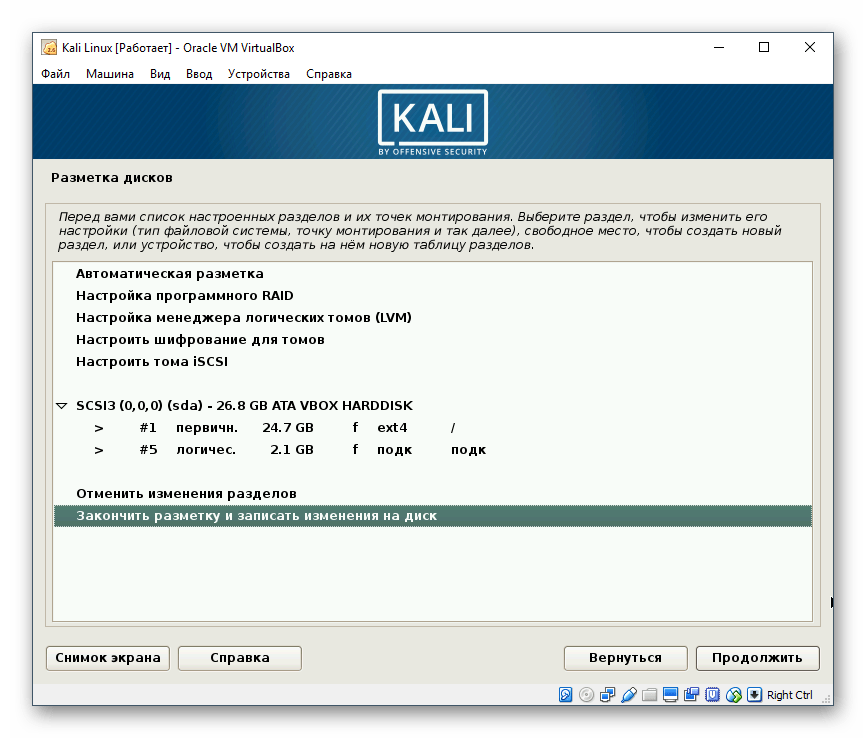 Kali Linux [Работает] - Oracle VM VirtualBox
Файл Машина Вид Ввод Устройства Справка
KALI
BY OFFENSIVE SECURITY
Разметка дисков
Перед вами список настроенных разделов и их точек монтирования. Выберите раздел, чтобы изменить его
настройки (тип файловой системы, точку монтирования и так далее), свободное место, чтобы создать новый
раздел, или устройство, чтобы создать на нём новую таблицу разделов.
Автоматическая разметка
Настройка программного RAID
Настройка менеджера логических томов (LVM)
Настроить шифрование для томов
Настроить тома iSCSI
SCSI3 (0,0,0) (sda) - 26.8 GB ATA VBOX HARDDISK
> #1 первичн. 24.7 GB f ext4 /
> #5 логичес. 2.1 GB f подк подк
Отменить изменения разделов
Закончить разметку и записать изменения на диск
Снимок экрана Справка Вернуться Продолжить
Right Ctrl